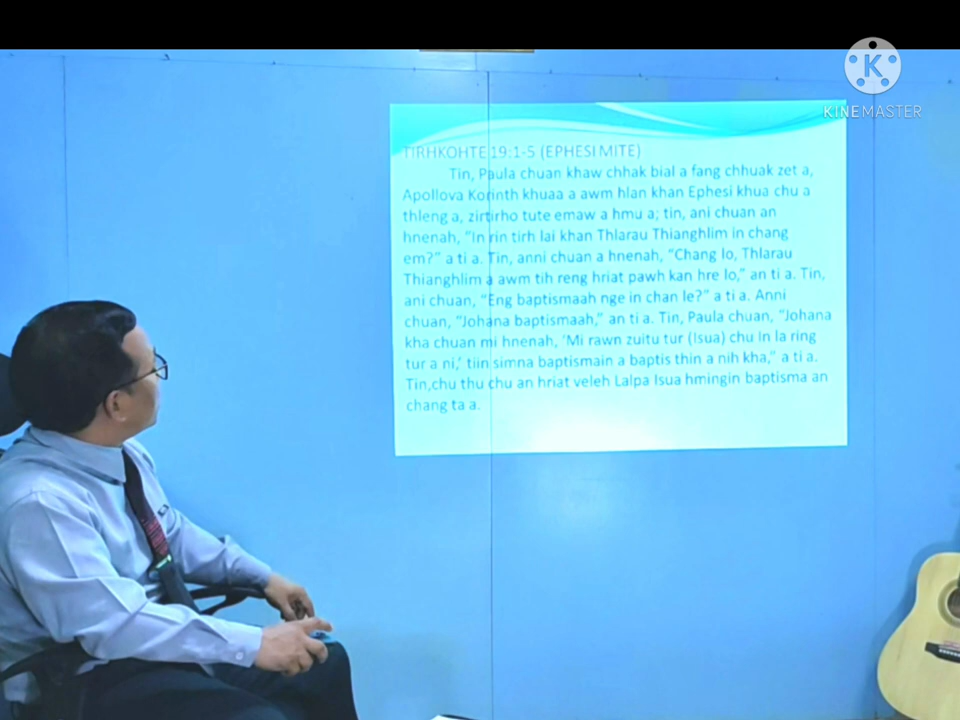 K
KINEMASTER
TIRHKOHTE 19:1-5 (EPHESI MITE)
Tin, Paula chuan khaw chhak bial a fang chhuak zet a,
Apollova Korinth khuaa a awm hlan khan Ephesi khua chu a
thleng a, zirtirho tute emaw a hmu a; tin, ani chuan an
hnenah, “In rin tirh lai khan Thlarau Thianghlim in chang
em?” a ti a. Tin, anni chuan a hnenah, “Chang lo, Thlarau
Thianghlim a awm tih reng hriat pawh kan hre lo,” an ti a. Tin,
ani chuan, “Eng baptismaah nge in chan le?” a ti a. Anni
chuan, “Johana baptismaah,” an ti a. Tin, Paula chuan, “Johana
kha chuan mi hnenah, ‘Mi rawn zuitu tur (Isua) chu In la ring
tur a ni,’ tiin simna baptismain a baptis thin a nih kha,” a ti a.
Tin,chu thu chu an hriat veleh Lalpa Isua hmingin baptisma an
chang ta a.